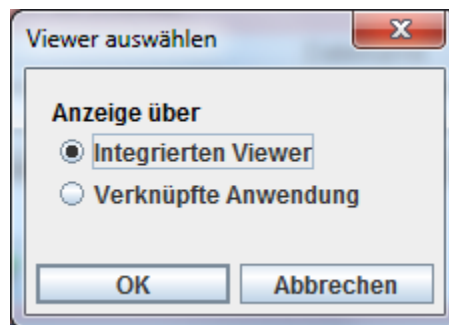 Viewer auswählen
Anzeige über
Integrierten Viewer
Verknüpfte Anwendung
OK Abbrechen